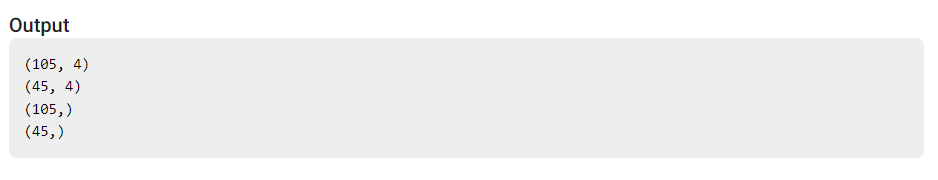 Output
(105, 4)
(45, 4)
(105,)
(45,)